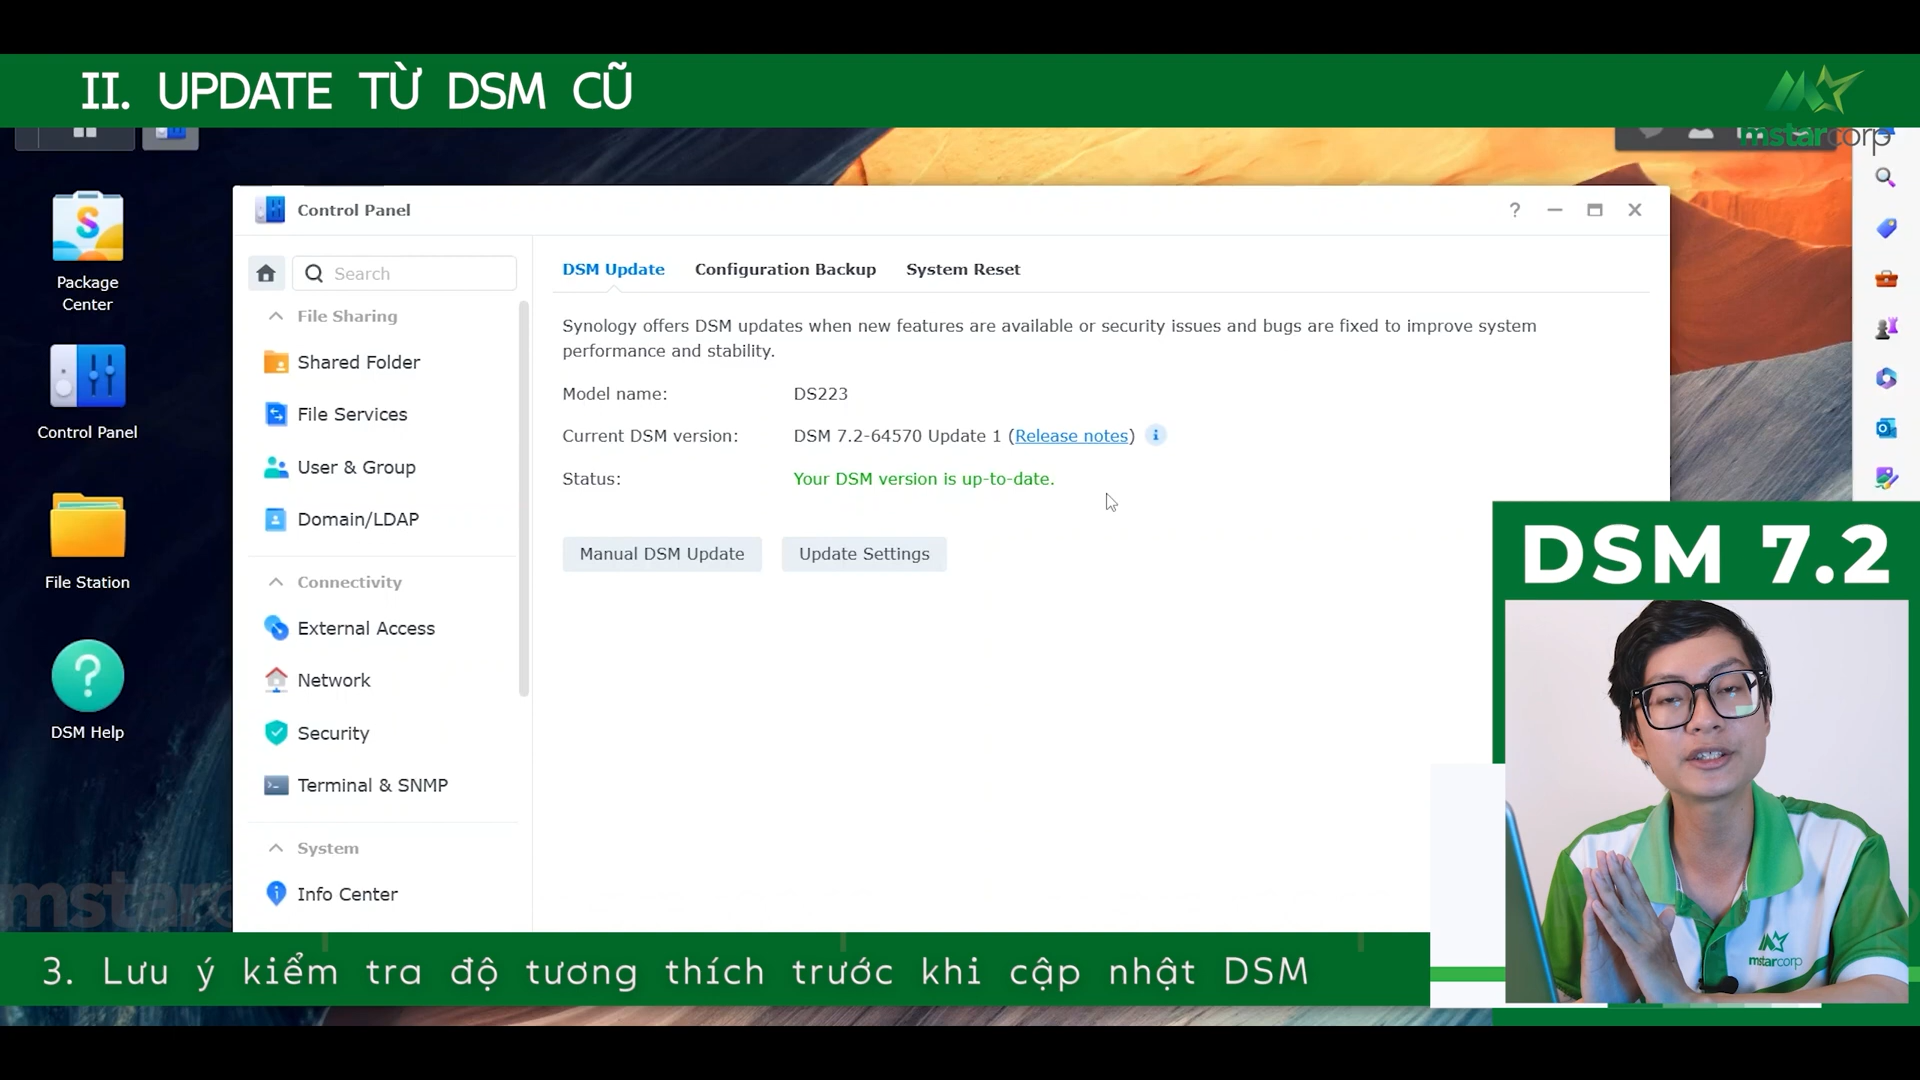 II. UPDATE TỪ DSM CŨ
mstarcorp
Package
Center
Control Panel
File Station
DSM Help
Control Panel
Search
File Sharing
Shared Folder
File Services
User & Group
Domain/LDAP
Connectivity
External Access
Network
Security
Terminal & SNMP
System
Info Center
DSM Update
Configuration Backup
System Reset
Synology offers DSM updates when new features are available or security issues and bugs are fixed to improve system
performance and stability.
Model name: DS223
Current DSM version: DSM 7.2-64570 Update 1 (Release notes)
Status: Your DSM version is up-to-date.
Manual DSM Update
Update Settings
DSM 7.2
mstarcorp
mstarc
3. Lưu ý kiểm tra độ tương thích trước khi cập nhật DSM